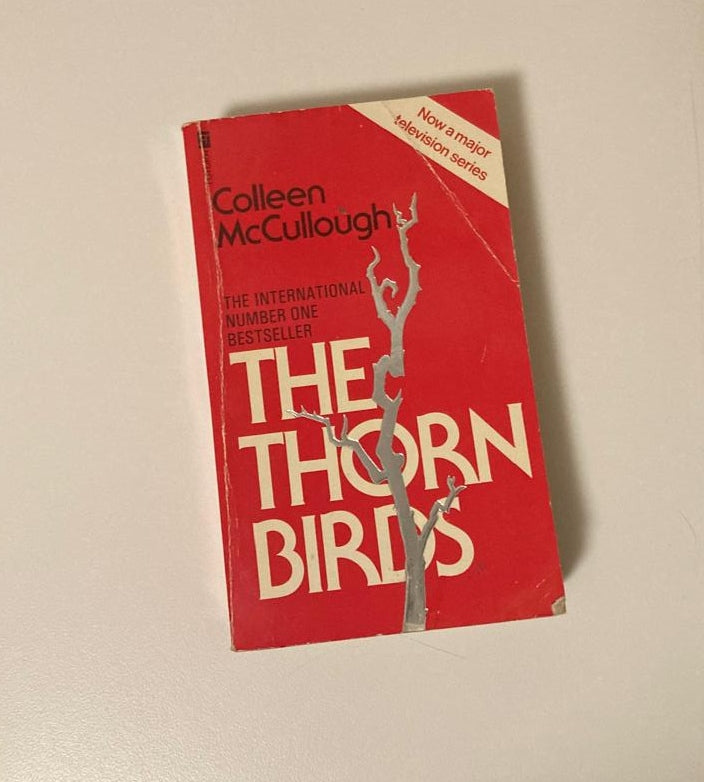 Now a major
television series
Colleen
McCullough
THE INTERNATIONAL
NUMBER ONE
BESTSELLER
THE
THORN
BIRDS